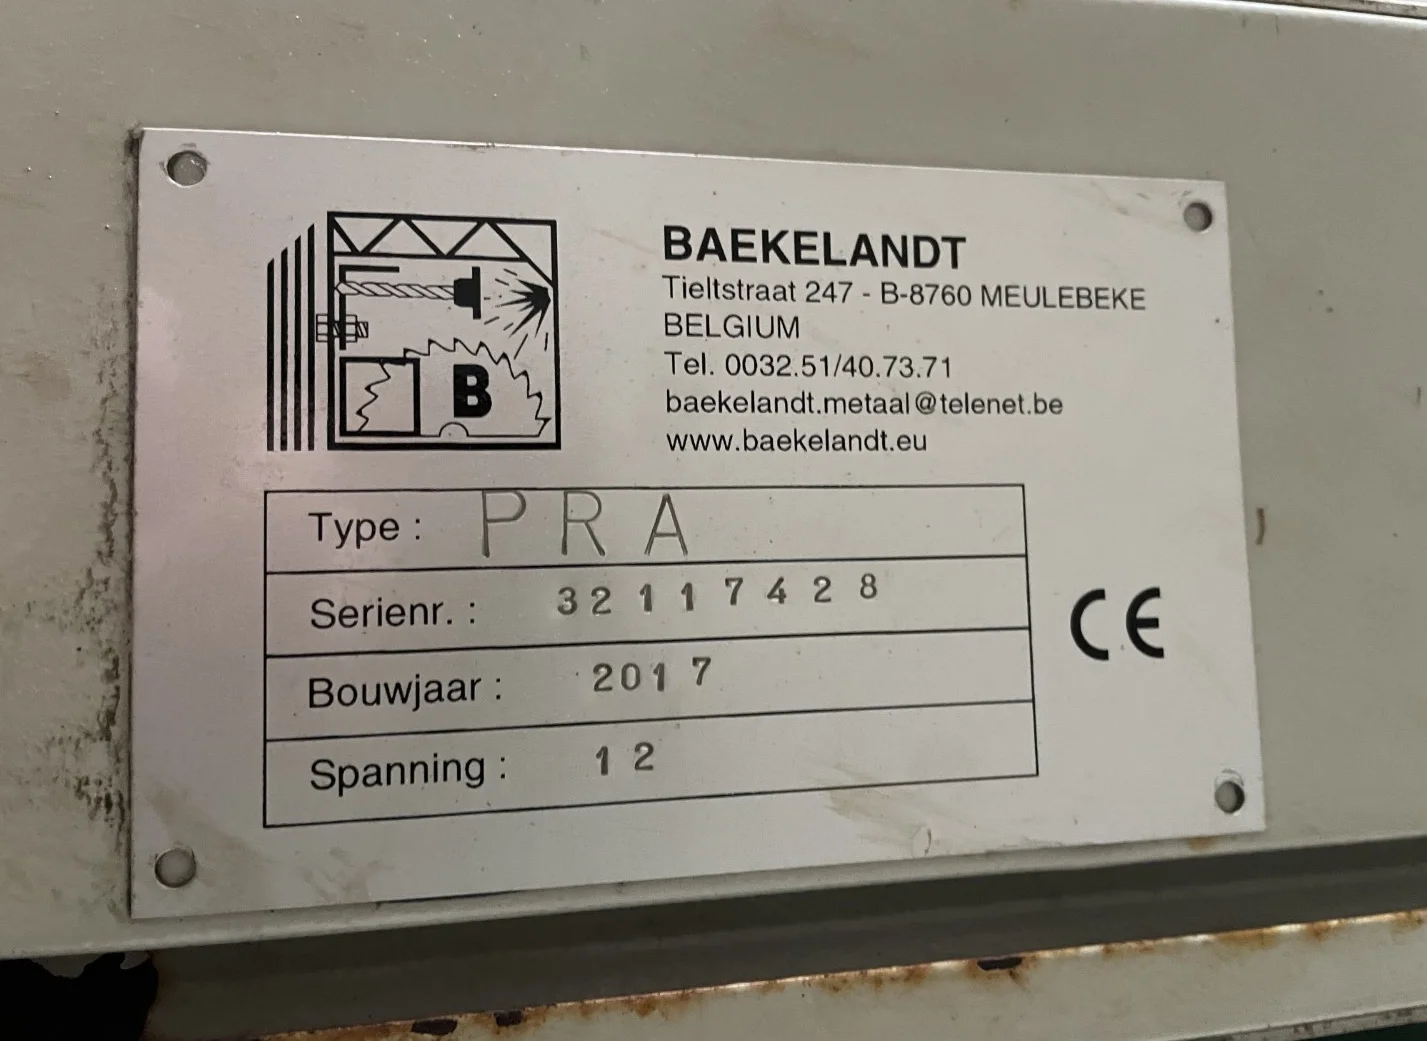 B
BAEKELANDT
Tieltstraat 247 - B-8760 MEULEBEKE
BELGIUM
Tel. 0032.51/40.73.71
baekelandt.metaal@telenet.be
www.baekelandt.eu
Type : PRA
Serienr. : 32117428
Bouwjaar : 2017
Spanning : 12
CE